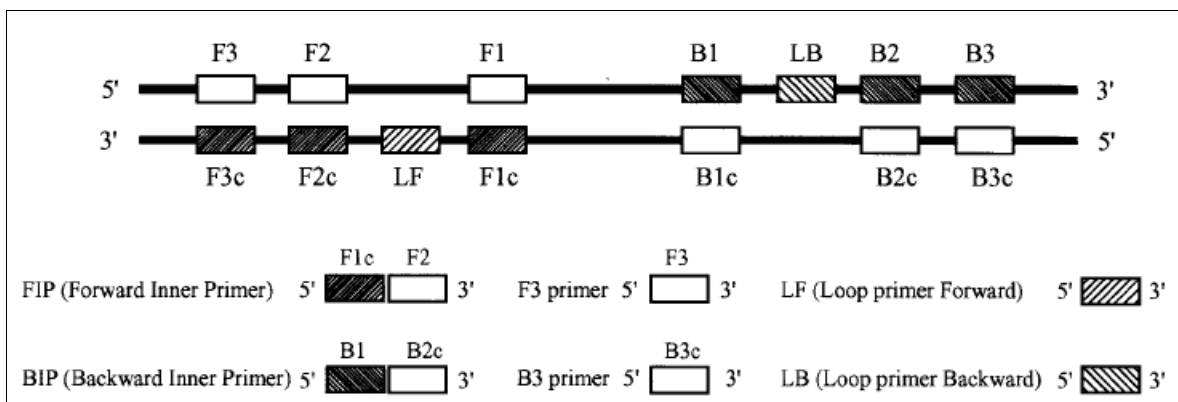 F3 F2 F1 B1 LB B2 B3
5' 3'
3' 5'
F3c F2c LF F1c B1c B2c B3c
F1c F2 F3
FIP (Forward Inner Primer) 5' 3' F3 primer 5' 3' LF (Loop primer Forward) 5' 3'
B1 B2c B3c
BIP (Backward Inner Primer) 5' 3' B3 primer 5' 3' LB (Loop primer Backward) 5' 3'